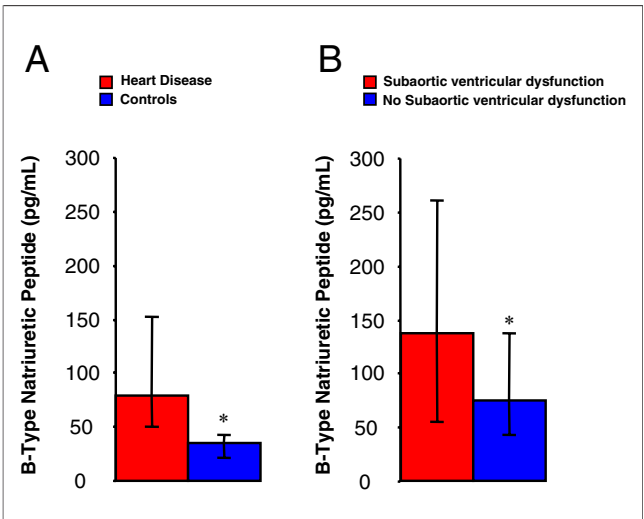 A
Heart Disease
Controls
B-Type Natriuretic Peptide (pg/mL)
300
250
200
150
100
50
0
*
B
Subaortic ventricular dysfunction
No Subaortic ventricular dysfunction
B-Type Natriuretic Peptide (pg/mL)
300
250
200
150
100
50
0
*